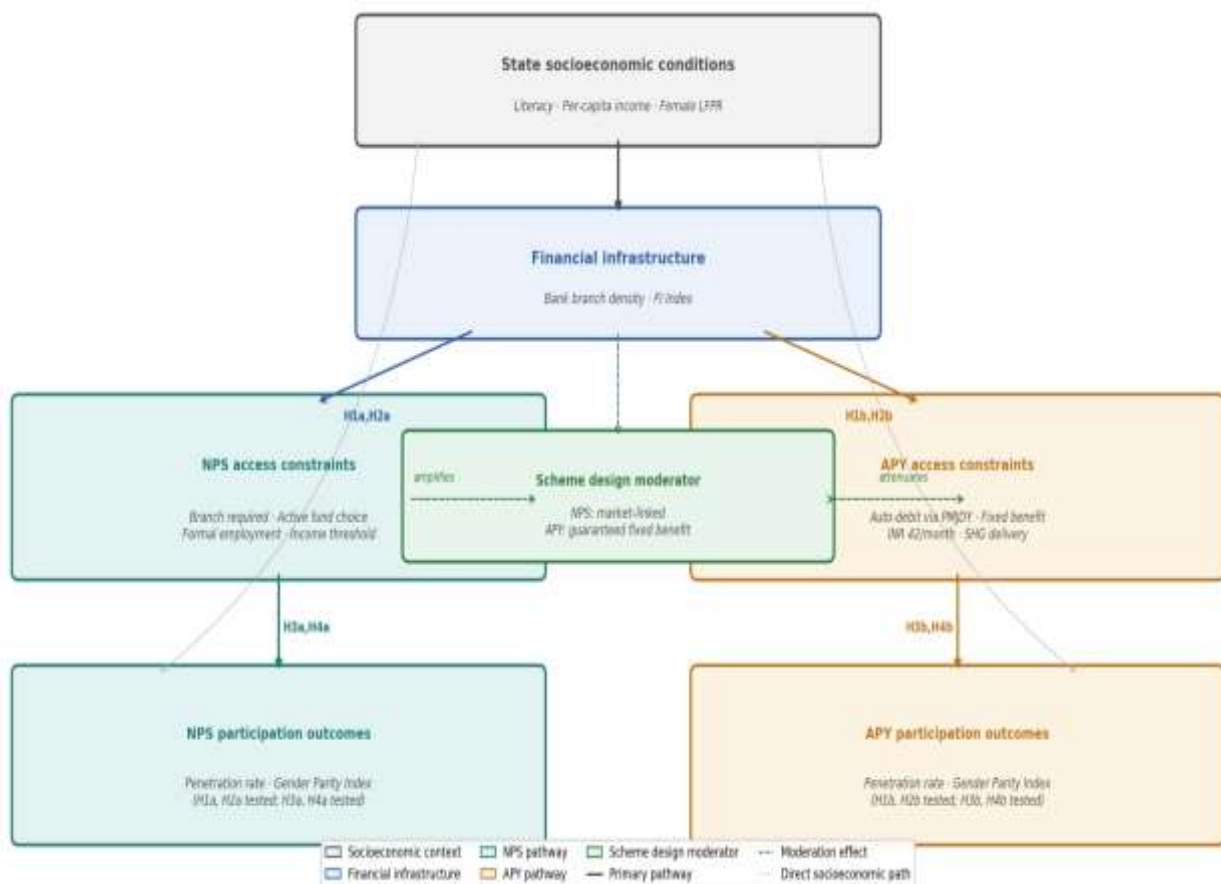 State socioeconomic conditions
Literacy · Per-capita income · Female LFPR
Financial infrastructure
Bank branch density · FI Index
H1a,H2a
H1b,H2b
NPS access constraints
Branch required · Active fund choice
Formal employment · Income threshold
amplifies
Scheme design moderator
NPS: market-linked
APY: guaranteed fixed benefit
APY access constraints
attenuates
Auto debit via PMJDY · Fixed benefit
INR 42/month · SHG delivery
H3a,H4a
H3b,H4b
NPS participation outcomes
Penetration rate · Gender Parity Index
(H1a, H2a tested; H3a, H4a tested)
APY participation outcomes
Penetration rate · Gender Parity Index
(H1b, H2b tested; H3b, H4b tested)
Socioeconomic context
NPS pathway
Scheme design moderator
Moderation effect
Financial infrastructure
APY pathway
Primary pathway
Direct socioeconomic path